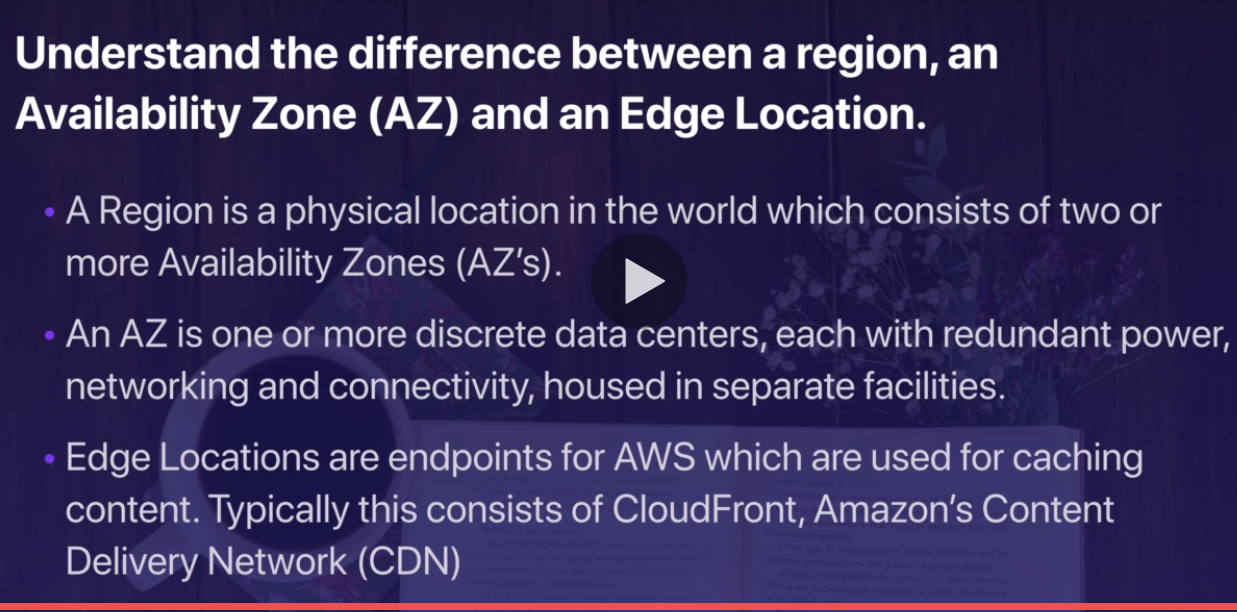 Understand the difference between a region, an
Availability Zone (AZ) and an Edge Location.
• A Region is a physical location in the world which consists of two or
more Availability Zones (AZ’s).
• An AZ is one or more discrete data centers, each with redundant power,
networking and connectivity, housed in separate facilities.
• Edge Locations are endpoints for AWS which are used for caching
content. Typically this consists of CloudFront, Amazon’s Content
Delivery Network (CDN)